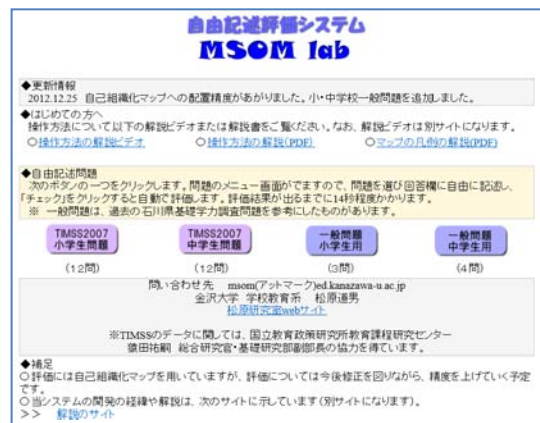 自由記述評価システム
MSOM lab
◆更新情報
2012.12.25 自己組織化マップへの配置精度があがりました。小・中学校一般問題を追加しました。
◆はじめての方へ
操作方法について以下の解説ビデオまたは解説書をご覧ください。なお、解説ビデオは別サイトになります。
○操作方法の解説ビデオ ○操作方法の解説(PDF) ○マップの凡例の解説(PDF)
◆自由記述問題
次のボタンの一つをクリックします。問題のメニュー画面がでますので、問題を選び回答欄に自由に記述し、
「チェック」をクリックすると自動で評価します。評価結果が出るまでに14秒程度かかります。
※ 一般問題は、過去の石川県基礎学力調査問題を参考にしたものがあります。
TIMSS2007 TIMSS2007 一般問題 一般問題
小学生問題 中学生問題 小学生用 中学生用
(12問) (12問) (3問) (4問)
問い合わせ先 msom(アットマーク)ed.kanazawa-u.ac.jp
金沢大学 学校教育系 松原道男
松原研究室webサイト
※TIMSSのデータに関しては、国立教育政策研究所教育課程研究センター
猿田祐嗣 総合研究官・基礎研究部副部長の協力を得ています。
◆補足
○評価には自己組織化マップを用いていますが、評価については今後修正を図りながら、精度を上げていく予定
です。
○当システムの開発の経緯や解説は、次のサイトに示しています(別サイトになります)。
>> 解説のサイト